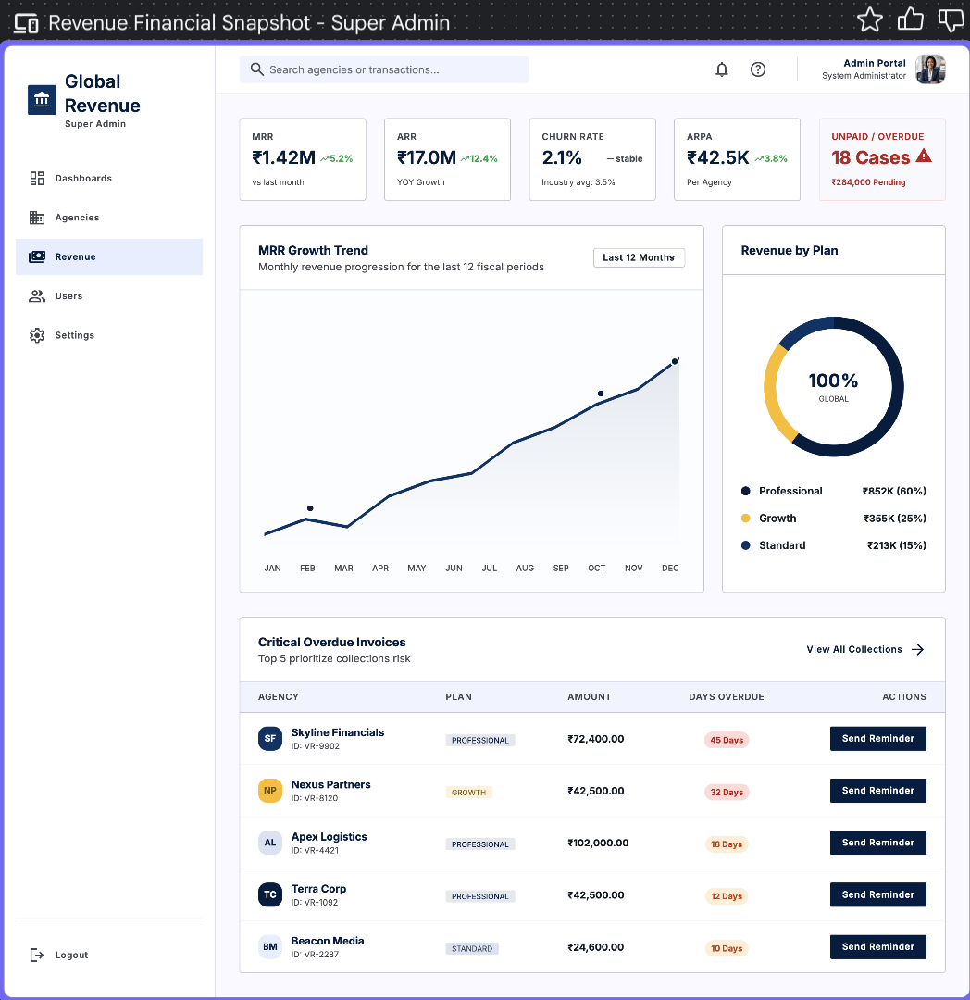 Revenue Financial Snapshot - Super Admin
Global
Revenue
Super Admin
Dashboards
Agencies
Revenue
Users
Settings
Logout
Search agencies or transactions...
Admin Portal
System Administrator
MRR
₹1.42M 5.2%
vs last month
ARR
₹17.0M 12.4%
YOY Growth
CHURN RATE
2.1% stable
Industry avg: 3.5%
ARPA
₹42.5K 3.8%
Per Agency
UNPAID / OVERDUE
18 Cases
₹284,000 Pending
MRR Growth Trend
Monthly revenue progression for the last 12 fiscal periods
Last 12 Months
JAN FEB MAR APR MAY JUN JUL AUG SEP OCT NOV DEC
Revenue by Plan
100%
GLOBAL
Professional ₹852K (60%)
Growth ₹355K (25%)
Standard ₹213K (15%)
Critical Overdue Invoices
Top 5 prioritize collections risk
View All Collections
AGENCY PLAN AMOUNT DAYS OVERDUE ACTIONS
SF Skyline Financials PROFESSIONAL ₹72,400.00 45 Days Send Reminder
ID: VR-9902
NP Nexus Partners GROWTH ₹42,500.00 32 Days Send Reminder
ID: VR-8120
AL Apex Logistics PROFESSIONAL ₹102,000.00 18 Days Send Reminder
ID: VR-4421
TC Terra Corp PROFESSIONAL ₹42,500.00 12 Days Send Reminder
ID: VR-1092
BM Beacon Media STANDARD ₹24,600.00 10 Days Send Reminder
ID: VR-2287